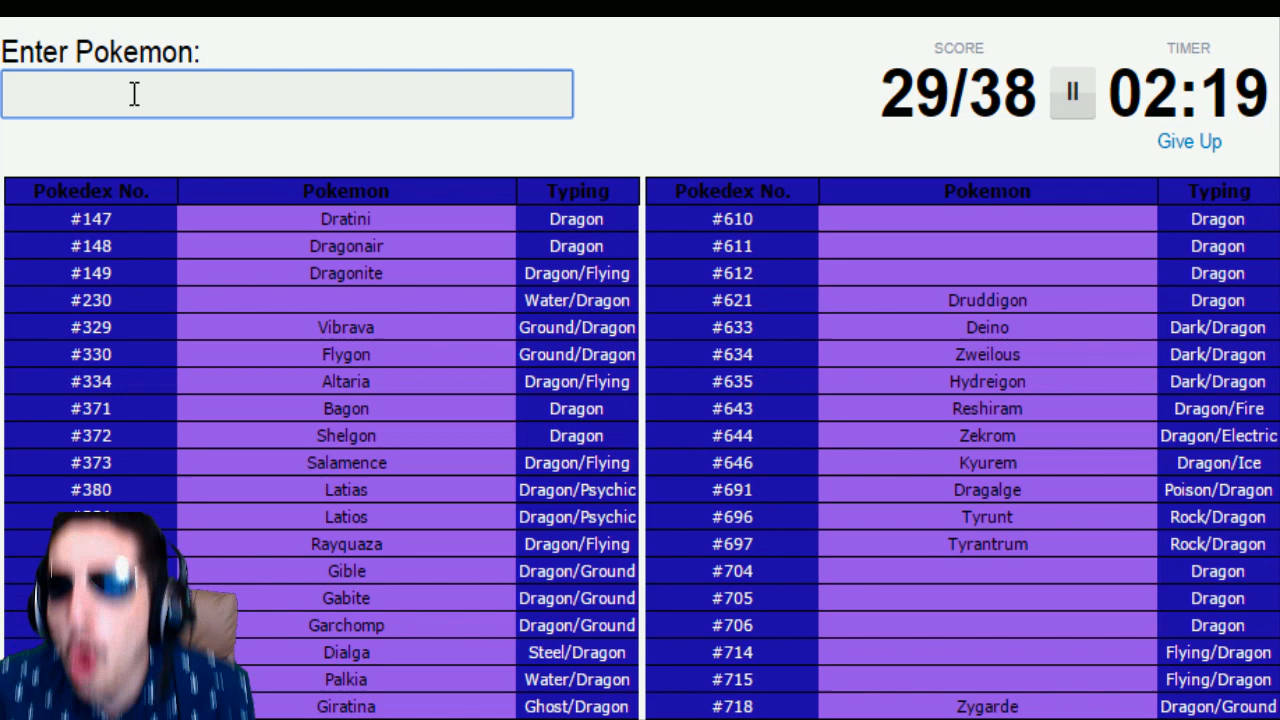 Enter Pokemon:
SCORE
TIMER
29/38
02:19
Give Up
Pokedex No. Pokemon Typing
#147 Dratini Dragon
#148 Dragonair Dragon
#149 Dragonite Dragon/Flying
#230 Water/Dragon
#329 Vibrava Ground/Dragon
#330 Flygon Ground/Dragon
#334 Altaria Dragon/Flying
#371 Bagon Dragon
#372 Shelgon Dragon
#373 Salamence Dragon/Flying
#380 Latias Dragon/Psychic
Latios Dragon/Psychic
Rayquaza Dragon/Flying
Gible Dragon/Ground
Gabite Dragon/Ground
Garchomp Dragon/Ground
Dialga Steel/Dragon
Palkia Water/Dragon
Giratina Ghost/Dragon
Pokedex No. Pokemon Typing
#610 Dragon
#611 Dragon
#612 Dragon
#621 Druddigon Dragon
#633 Deino Dark/Dragon
#634 Zweilous Dark/Dragon
#635 Hydreigon Dark/Dragon
#643 Reshiram Dragon/Fire
#644 Zekrom Dragon/Electric
#646 Kyurem Dragon/Ice
#691 Dragalge Poison/Dragon
#696 Tyrunt Rock/Dragon
#697 Tyrantrum Rock/Dragon
#704 Dragon
#705 Dragon
#706 Dragon
#714 Flying/Dragon
#715 Flying/Dragon
#718 Zygarde Dragon/Ground